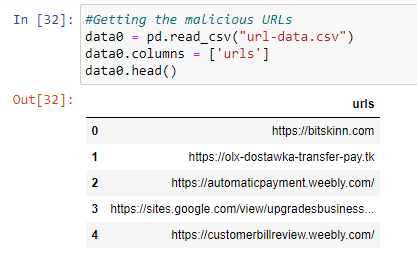 In [32]: #Getting the malicious URLs
data0 = pd.read_csv("url-data.csv")
data0.columns = ['urls']
data0.head()
Out[32]:
urls
0 https://bitskinn.com
1 https://olx-dostawka-transfer-pay.tk
2 https://automaticpayment.weebly.com/
3 https://sites.google.com/view/upgradesbusiness...
4 https://customerbillreview.weebly.com/